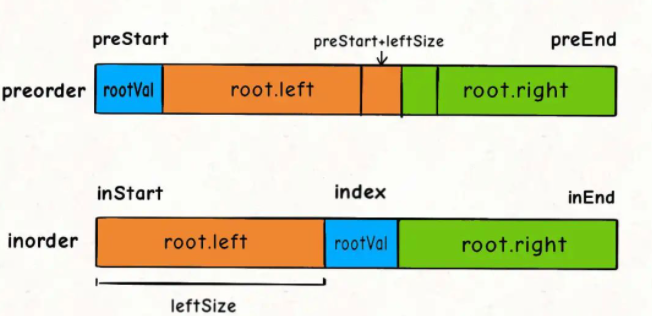 preStart preStart+leftSize preEnd
preorder rootVal root.left root.right
inStart index inEnd
inorder root.left rootVal root.right
leftSize